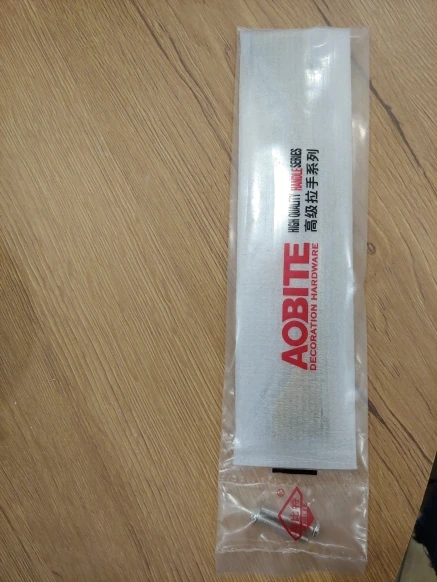 AOBITE
DECORATION HARDWARE
HIGH QUALITY HANDLE SERIES
高级拉手系列